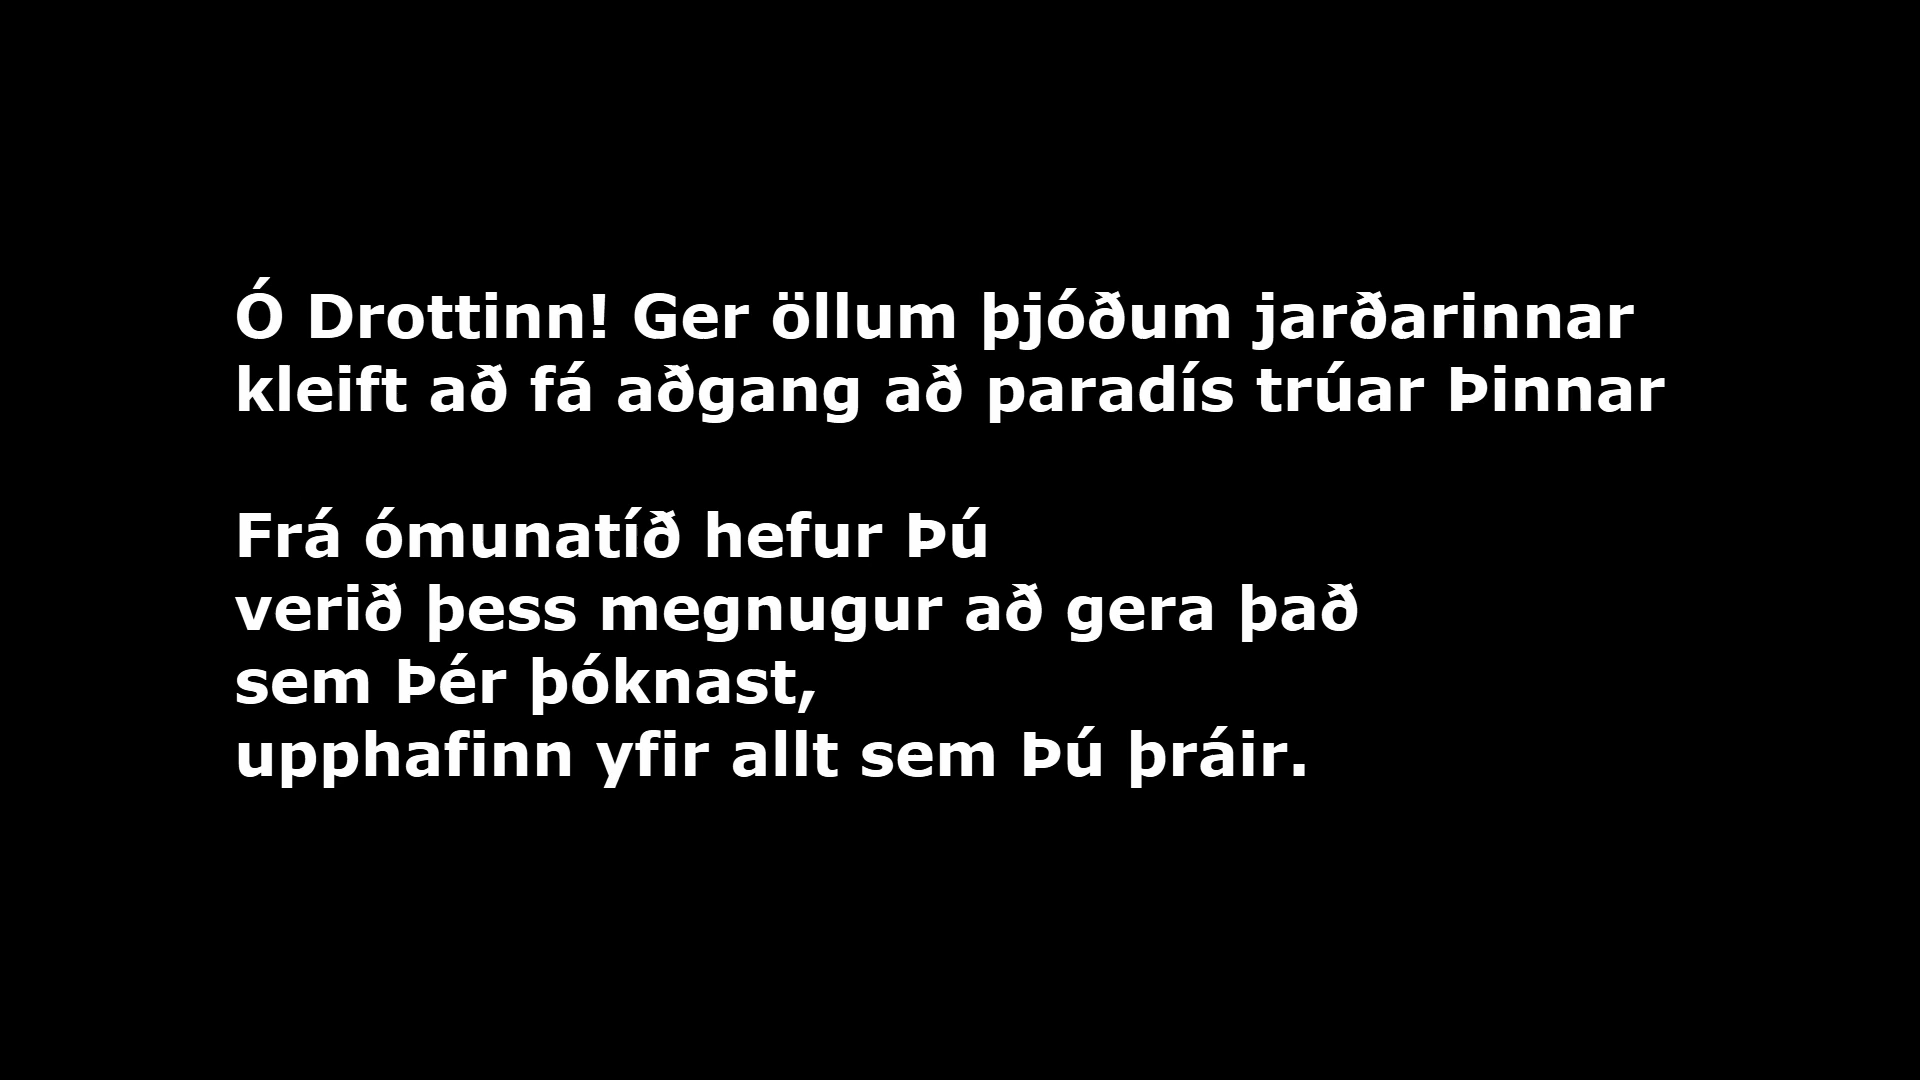 Ó Drottinn! Ger öllum þjóðum jarðarinnar
kleift að fá aðgang að paradís trúar Þinnar
Frá ómunatíð hefur Þú
verið þess megnugur að gera það
sem Þér þóknast,
upphafinn yfir allt sem Þú þráir.